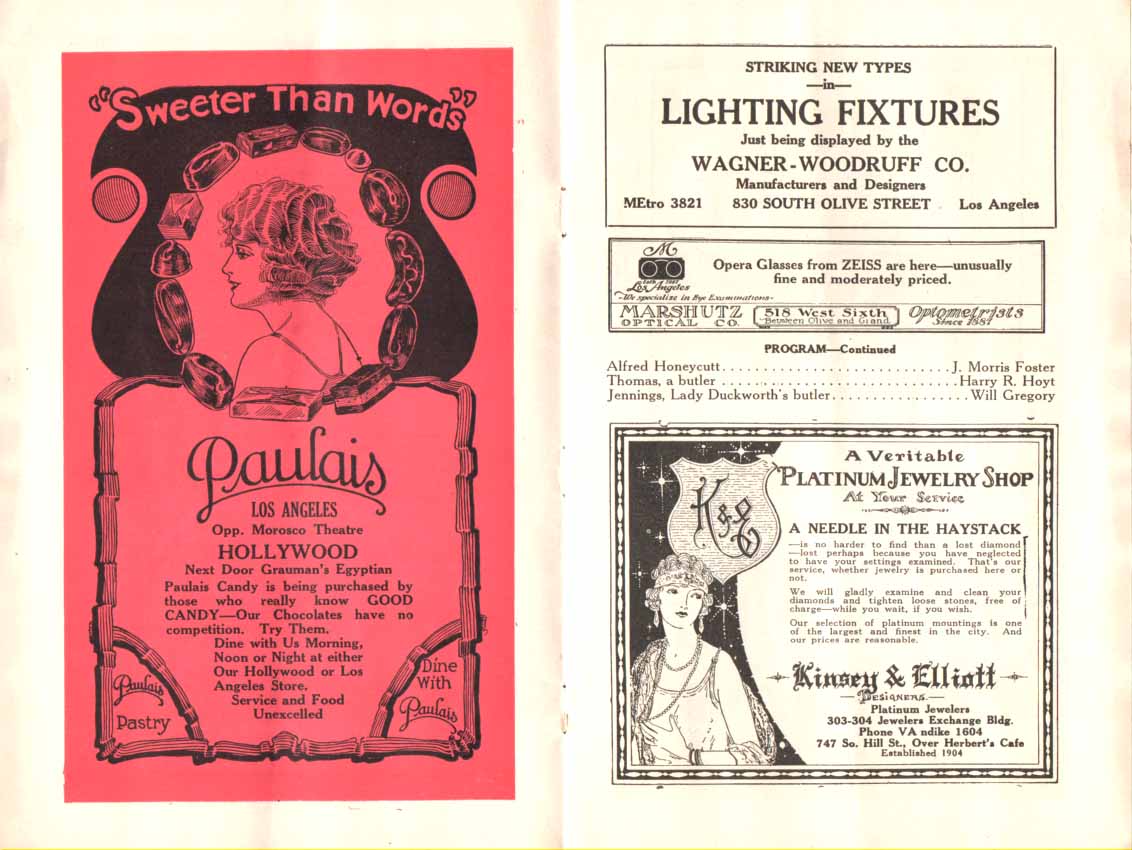 "Sweeter Than Words"
Paulais
LOS ANGELES
Opp. Morosco Theatre
HOLLYWOOD
Next Door Grauman's Egyptian
Paulais Candy is being purchased by
those who really know GOOD
CANDY—Our Chocolates have no
competition. Try Them.
Dine with Us Morning,
Noon or Night at either
Our Hollywood or Los
Angeles Store.
Service and Food
Unexcelled
Paulais
Pastry
Dine
With
Paulais
STRIKING NEW TYPES
—in—
LIGHTING FIXTURES
Just being displayed by the
WAGNER-WOODRUFF CO.
Manufacturers and Designers
MEtro 3821 830 SOUTH OLIVE STREET Los Angeles
M
Los Angeles
-We specialize in Eye Examinations-
Opera Glasses from ZEISS are here—unusually
fine and moderately priced.
MARSHUTZ
OPTICAL CO.
518 West Sixth
Between Olive and Grand
Optometrists
Since 1887
PROGRAM—Continued
Alfred Honeycutt............................J. Morris Foster
Thomas, a butler ............................Harry R. Hoyt
Jennings, Lady Duckworth's butler.................Will Gregory
K & E
A Veritable
PLATINUM JEWELRY SHOP
At Your Service
A NEEDLE IN THE HAYSTACK
—is no harder to find than a lost diamond
—lost perhaps because you have neglected
to have your settings examined. That's our
service, whether jewelry is purchased here or
not.
We will gladly examine and clean your
diamonds and tighten loose stones, free of
charge—while you wait, if you wish.
Our selection of platinum mountings is one
of the largest and finest in the city. And
our prices are reasonable.
Kinsey & Elliott
—DESIGNERS—
Platinum Jewelers
303-304 Jewelers Exchange Bldg.
Phone VA ndike 1604
747 So. Hill St., Over Herbert's Cafe
Established 1904